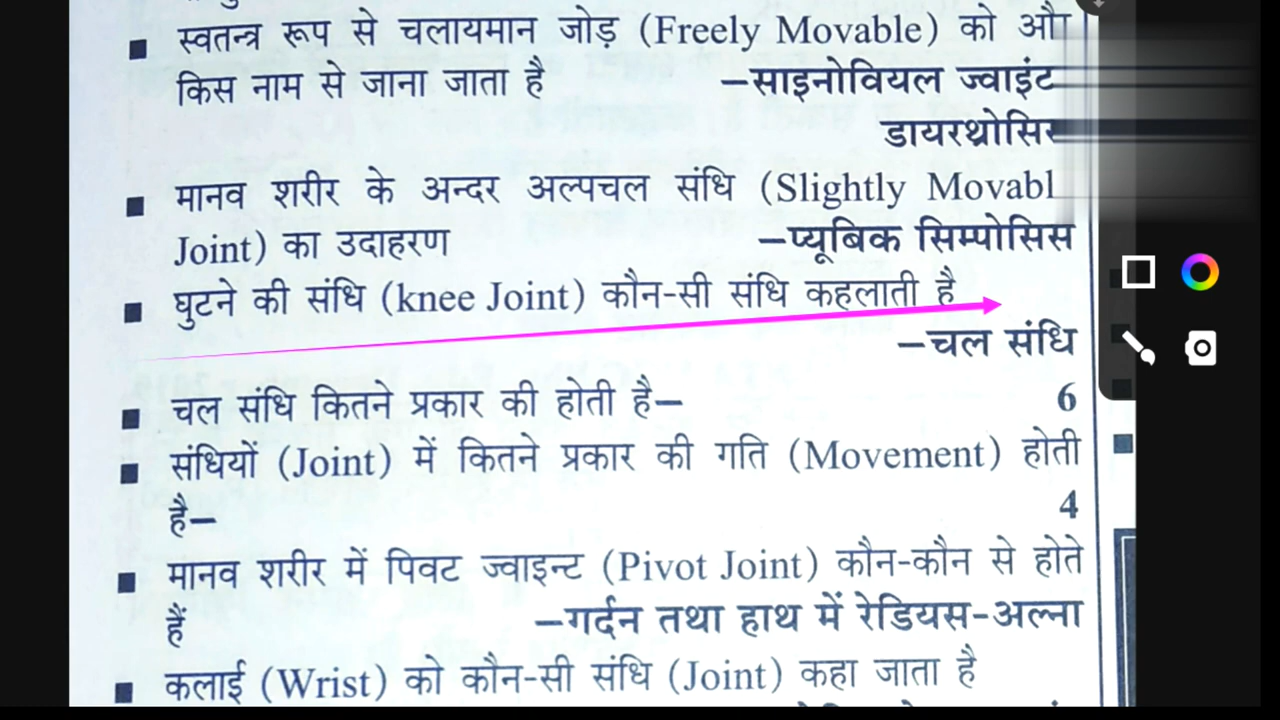 ■ स्वतन्त्र रूप से चलायमान जोड़ (Freely Movable) को
किस नाम से जाना जाता है –साइनोवियल ज्वाइंट
■ मानव शरीर के अन्दर अल्पचल संधि (Slightly Movabl
Joint) का उदाहरण –प्यूबिक सिम्पोसिस
■ घुटने की संधि (knee Joint) कौन-सी संधि कहलाती है
–चल संधि
■ चल संधि कितने प्रकार की होती है– 6
■ संधियों (Joint) में कितने प्रकार की गति (Movement) होती
है– 4
■ मानव शरीर में पिवट ज्वाइन्ट (Pivot Joint) कौन-कौन से होते
हैं –गर्दन तथा हाथ में रेडियस-अल्ना
■ कलाई (Wrist) को कौन-सी संधि (Joint) कहा जाता है